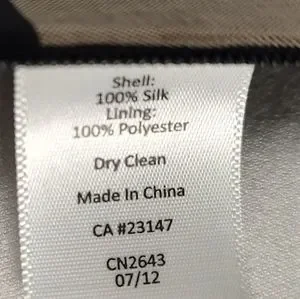 Shell:
100% Silk
Lining:
100% Polyester
Dry Clean
Made In China
CA #23147
CN2643
07/12